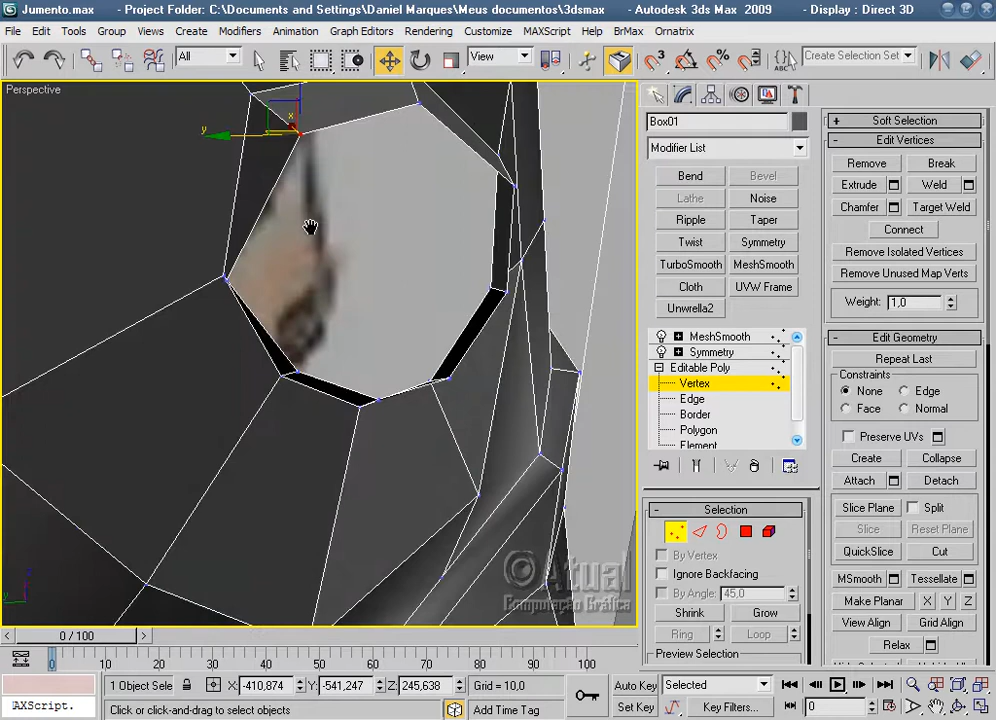 Jumento.max - Project Folder: C:\Documents and Settings\Daniel Marques\Meus documentos\3dsmax - Autodesk 3ds Max 2009 - Display : Direct 3D
File Edit Tools Group Views Create Modifiers Animation Graph Editors Rendering Customize MAXScript Help BrMax Ornatrix
All View Create Selection Set
Perspective
y x
Box01
Modifier List
Bend Bevel
Lathe Noise
Ripple Taper
Twist Symmetry
TurboSmooth MeshSmooth
Cloth UVW Frame
Unwrella2
MeshSmooth
Symmetry
Editable Poly
Vertex
Edge
Border
Polygon
Element
- Selection
By Vertex
Ignore Backfacing
By Angle: 45,0
Shrink Grow
Ring Loop
Preview Selection
+ Soft Selection
- Edit Vertices
Remove Break
Extrude Weld
Chamfer Target Weld
Connect
Remove Isolated Vertices
Remove Unused Map Verts
Weight: 1,0
- Edit Geometry
Repeat Last
Constraints
None Edge
Face Normal
Preserve UVs
Create Collapse
Attach Detach
Slice Plane Split
Slice Reset Plane
QuickSlice Cut
MSmooth Tessellate
Make Planar X Y Z
View Align Grid Align
Relax
© Atual
Computação Gráfica
< 0 / 100 >
0 10 20 30 40 50 60 70 80 90 100
1 Object Sele X: -410,874 Y: -541,247 Z: 245,638 Grid = 10,0 Auto Key Selected
AXScript. Click or click-and-drag to select objects Add Time Tag Set Key Key Filters... 0